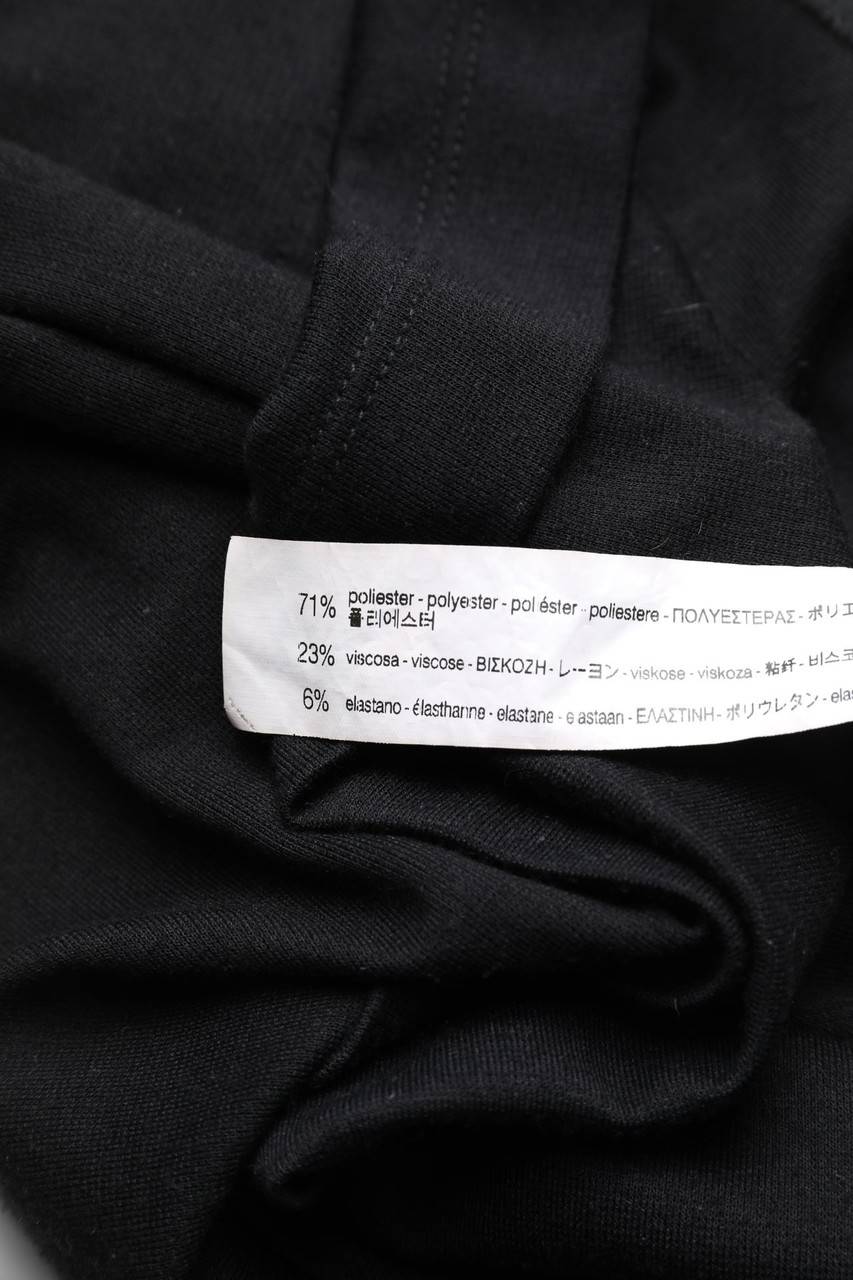 71% poliester - polyester - polyéster - poliestere - ΠΟΛΥΕΣΤΕΡΑΣ - ポリエ
폴리에스터
23% viscosa - viscose - ΒΙΣΚΟΖΗ - レーヨン - viskose - viskoza - 粘纤 - 비스코
6% elastano - élasthanne - elastane - elastaan - ΕΛΑΣΤΙΝΗ - ポリウレタン - elas